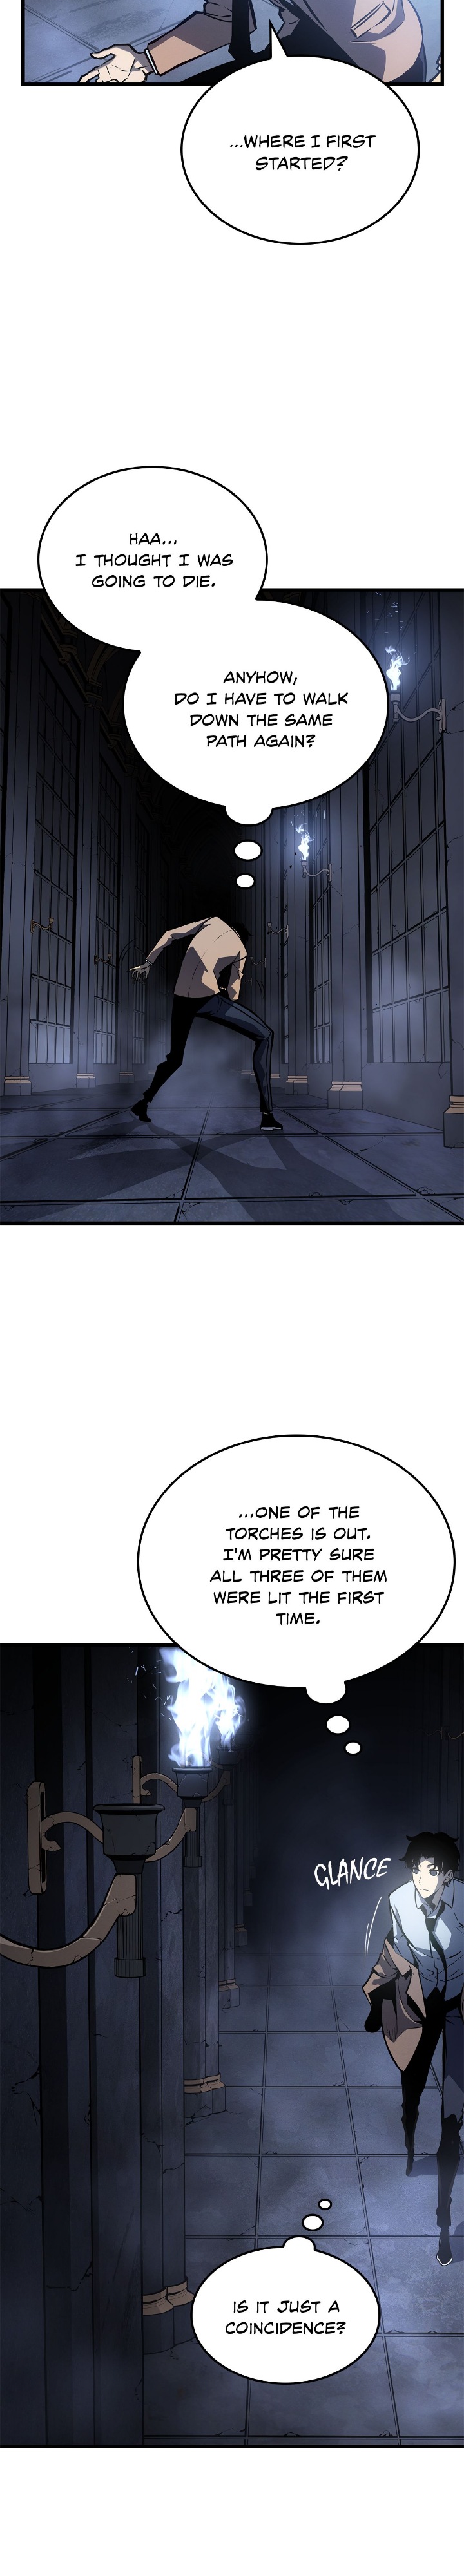 ...WHERE I FIRST
STARTED?
HAA...
I THOUGHT I WAS
GOING TO DIE.
ANYHOW,
DO I HAVE TO WALK
DOWN THE SAME
PATH AGAIN?
...ONE OF THE
TORCHES IS OUT.
I'M PRETTY SURE
ALL THREE OF THEM
WERE LIT THE FIRST
TIME.
GLANCE
IS IT JUST A
COINCIDENCE?